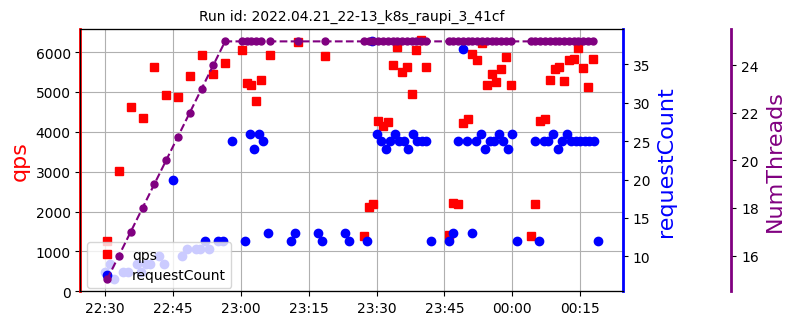 Run id: 2022.04.21_22-13_k8s_raupi_3_41cf
6000
5000
4000
3000
2000
1000
0
qps
35
30
25
20
15
10
requestCount
24
22
20
18
16
NumThreads
qps
requestCount
22:30 22:45 23:00 23:15 23:30 23:45 00:00 00:15